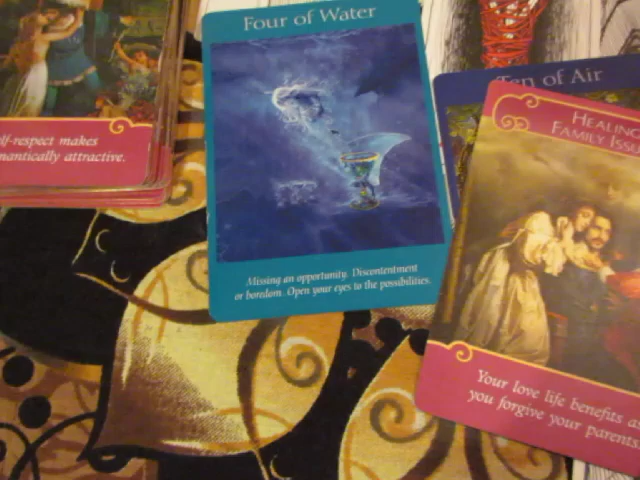 Four of Water
Missing an opportunity. Discontentment
or boredom. Open your eyes to the possibilities.
Ten of Air
HEALING
FAMILY ISSU
Your love life benefits as
you forgive your parents.
elf-respect makes
mantically attractive.